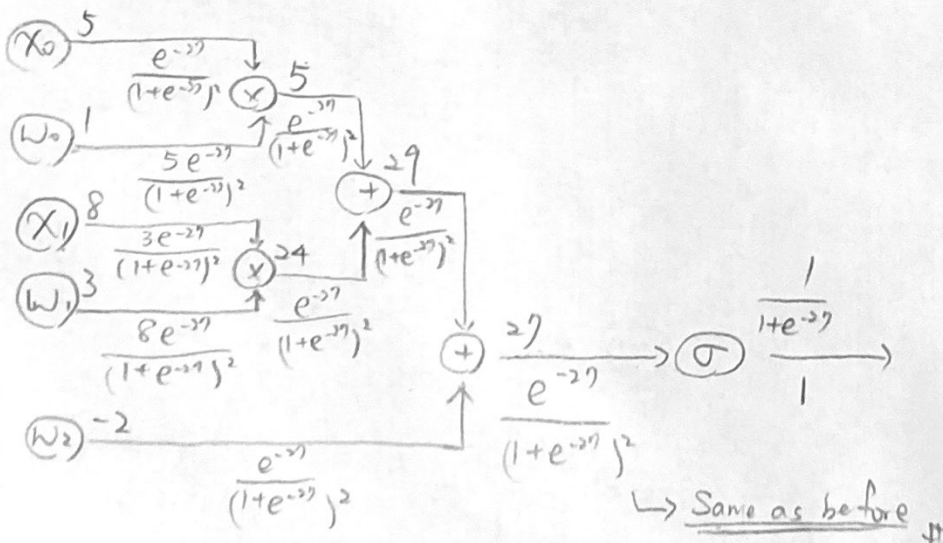 X₀ 5
e⁻²⁷/(1+e⁻²⁷)²
× 5
W₀ 1
e⁻²⁷/(1+e⁻²⁷)²
5e⁻²⁷/(1+e⁻²⁷)²
+ 29
X₁ 8
e⁻²⁷/(1+e⁻²⁷)²
3e⁻²⁷/(1+e⁻²⁷)²
× 24
W₁ 3
e⁻²⁷/(1+e⁻²⁷)²
8e⁻²⁷/(1+e⁻²⁷)²
+ 27
e⁻²⁷/(1+e⁻²⁷)²
σ
1/1+e⁻²⁷
1
W₂ -2
e⁻²⁷/(1+e⁻²⁷)²
↳ Same as before